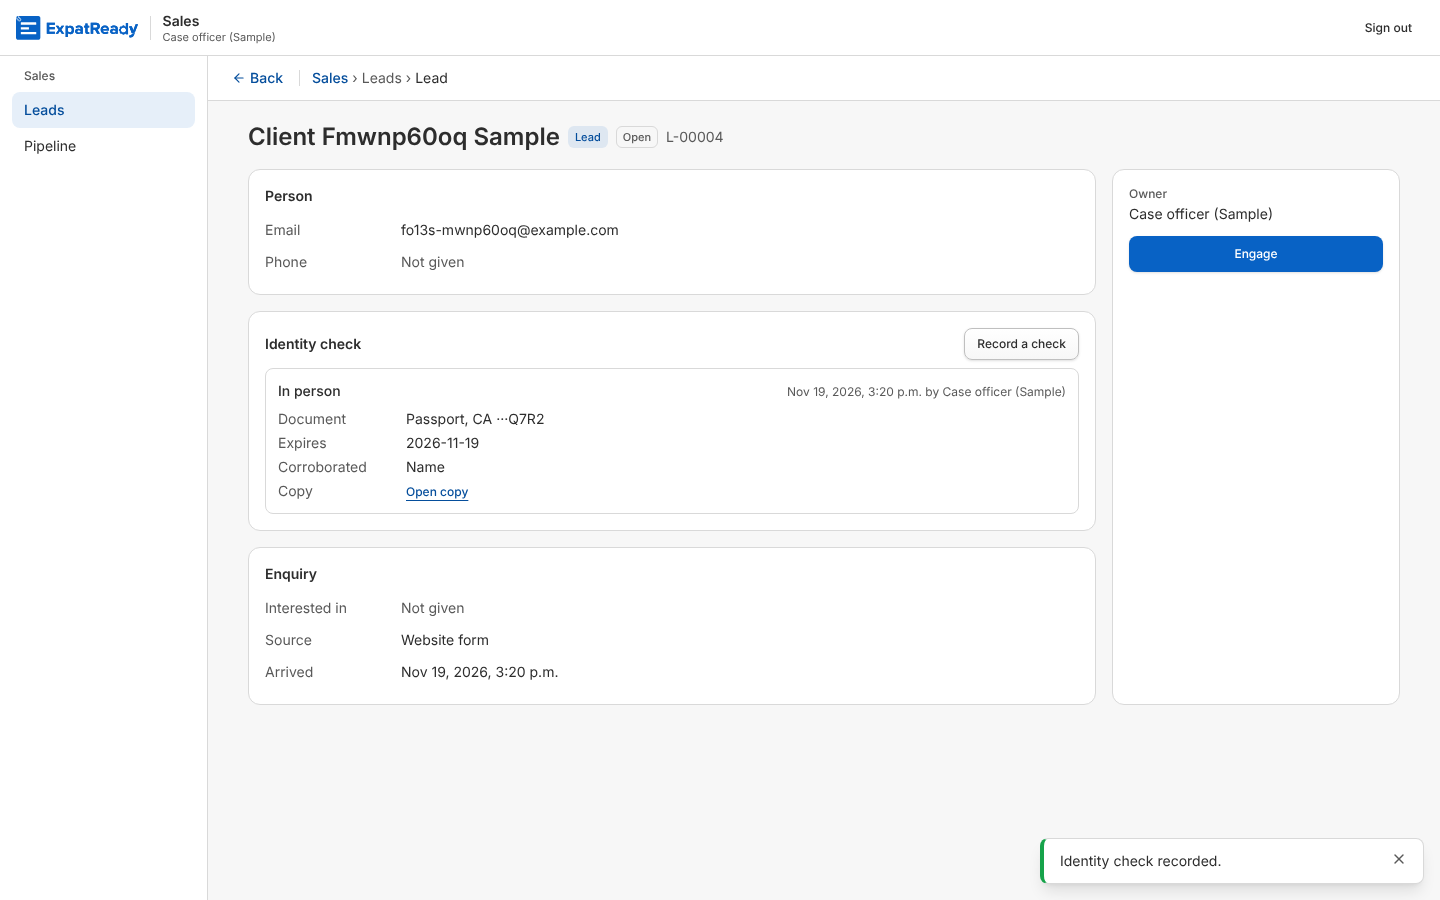 ExpatReady
Sales
Case officer (Sample)
Sign out
Sales
Leads
Pipeline
← Back
Sales › Leads › Lead
Client Fmwnp60oq Sample Lead Open L-00004
Person
Email fo13s-mwnp60oq@example.com
Phone Not given
Owner
Case officer (Sample)
Engage
Identity check Record a check
In person Nov 19, 2026, 3:20 p.m. by Case officer (Sample)
Document Passport, CA ···Q7R2
Expires 2026-11-19
Corroborated Name
Copy Open copy
Enquiry
Interested in Not given
Source Website form
Arrived Nov 19, 2026, 3:20 p.m.
Identity check recorded.